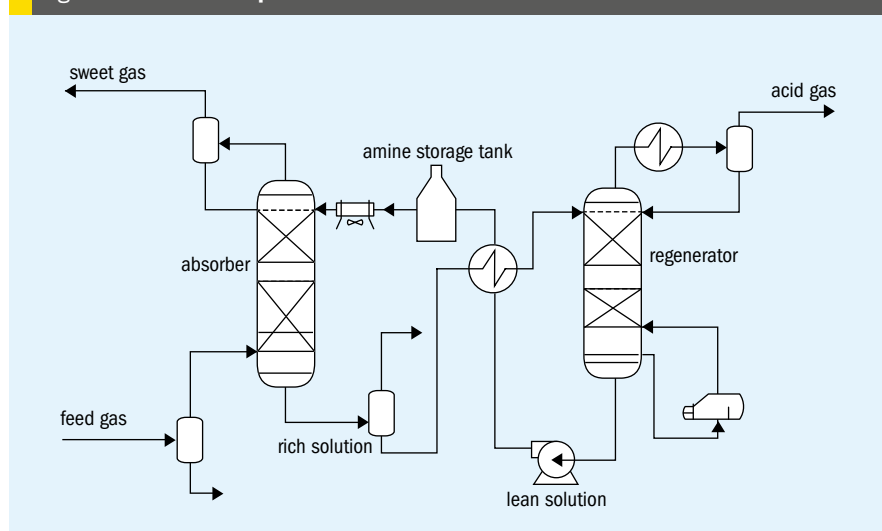 sweet gas
acid gas
amine storage tank
absorber
regenerator
feed gas
rich solution
lean solution